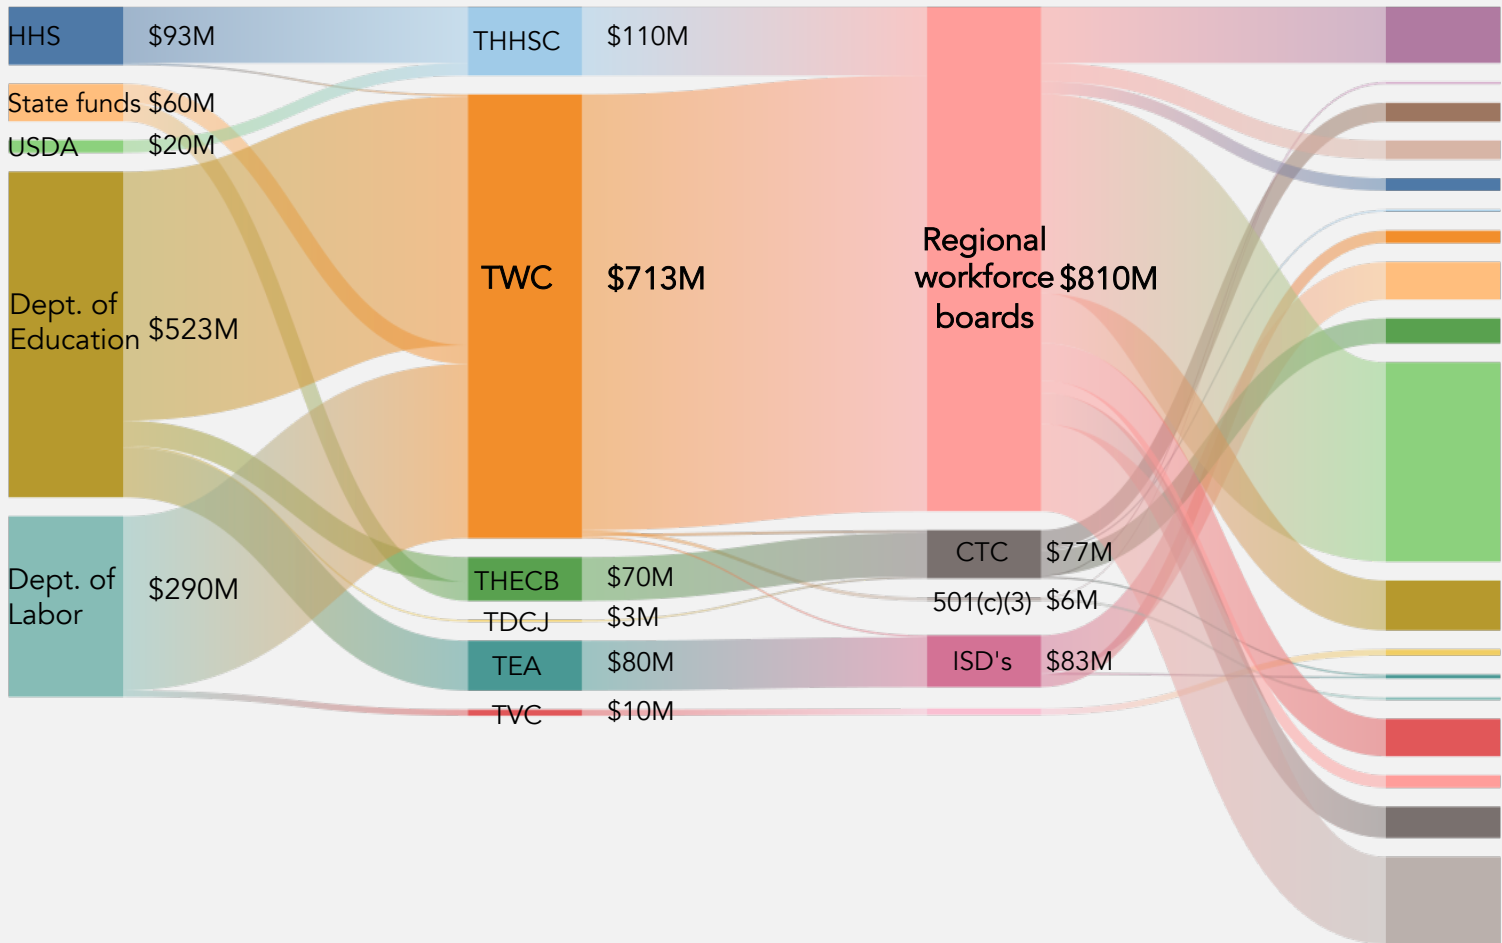 HHS $93M
State funds $60M
USDA $20M
Dept. of
Education $523M
Dept. of
Labor $290M
THHSC $110M
TWC $713M
THECB $70M
TDCJ $3M
TEA $80M
TVC $10M
Regional
workforce $810M
boards
CTC $77M
501(c)(3) $6M
ISD's $83M